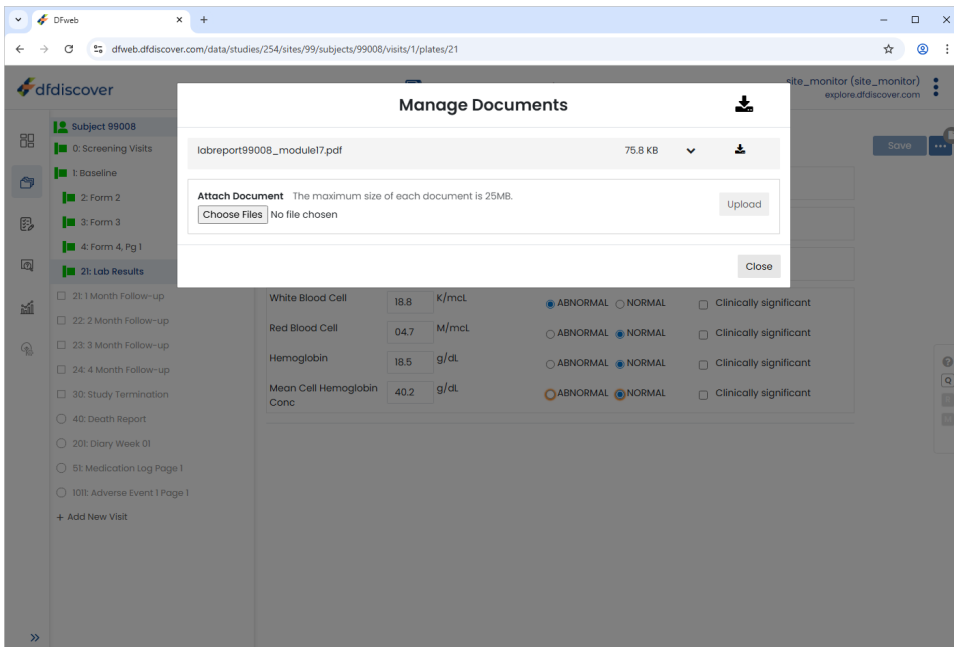 DFweb
dfweb.dfdiscover.com/data/studies/254/sites/99/subjects/99008/visits/1/plates/21
dfdiscover
site_monitor (site_monitor)
explore.dfdiscover.com
Manage Documents
labreport99008_module17.pdf 75.8 KB
Attach Document The maximum size of each document is 25MB.
Choose Files No file chosen
Upload
Close
Save
Subject 99008
0: Screening Visits
1: Baseline
2: Form 2
3: Form 3
4: Form 4, Pg 1
21: Lab Results
21: 1 Month Follow-up
22: 2 Month Follow-up
23: 3 Month Follow-up
24: 4 Month Follow-up
30: Study Termination
40: Death Report
201: Diary Week 01
51: Medication Log Page 1
1011: Adverse Event 1 Page 1
+ Add New Visit
White Blood Cell 18.8 K/mcL ABNORMAL NORMAL Clinically significant
Red Blood Cell 04.7 M/mcL ABNORMAL NORMAL Clinically significant
Hemoglobin 18.5 g/dL ABNORMAL NORMAL Clinically significant
Mean Cell Hemoglobin 40.2 g/dL ABNORMAL NORMAL Clinically significant
Conc
Q